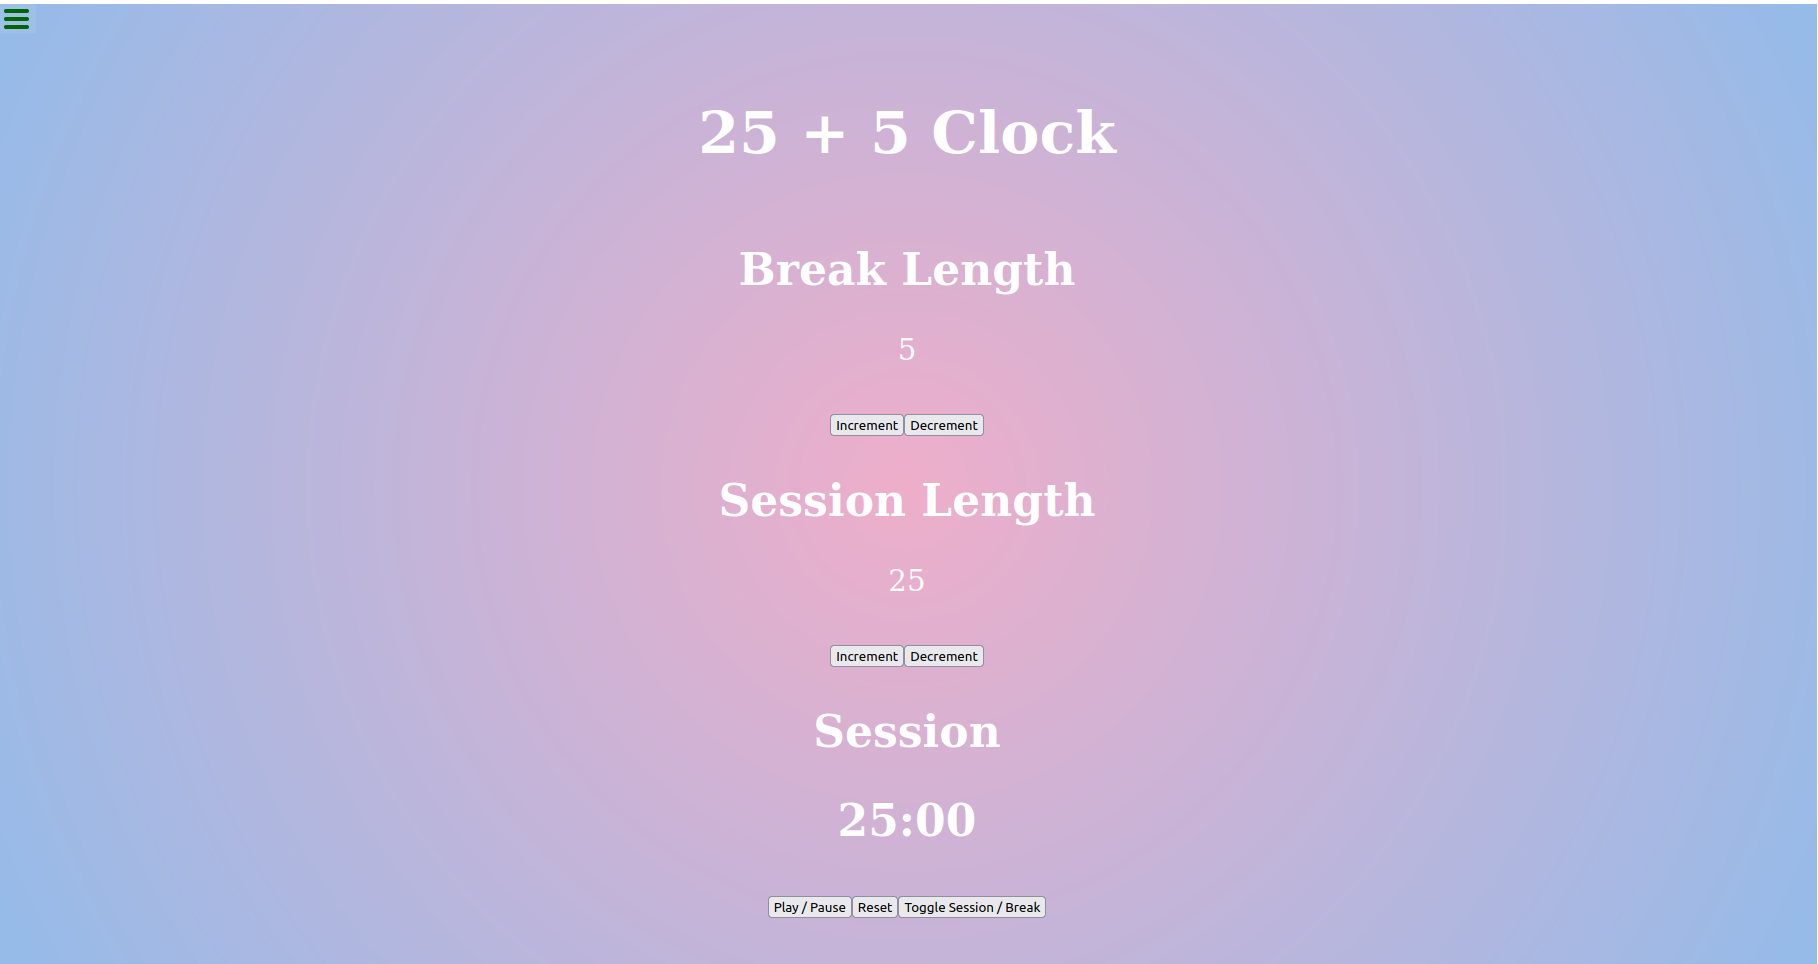 25 + 5 Clock
Break Length
5
Increment Decrement
Session Length
25
Increment Decrement
Session
25:00
Play / Pause Reset Toggle Session / Break